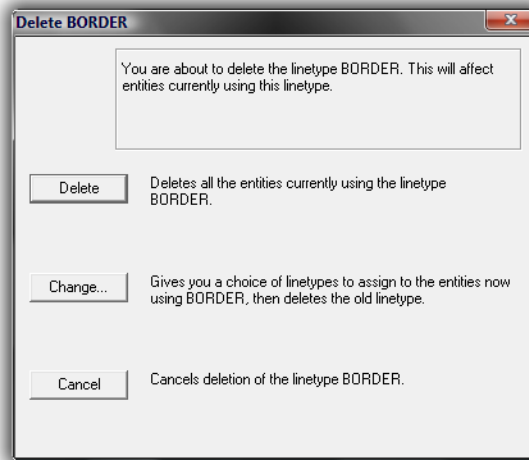 Delete BORDER
You are about to delete the linetype BORDER. This will affect
entities currently using this linetype.
Delete
Deletes all the entities currently using the linetype
BORDER.
Change...
Gives you a choice of linetypes to assign to the entities now
using BORDER, then deletes the old linetype.
Cancel
Cancels deletion of the linetype BORDER.